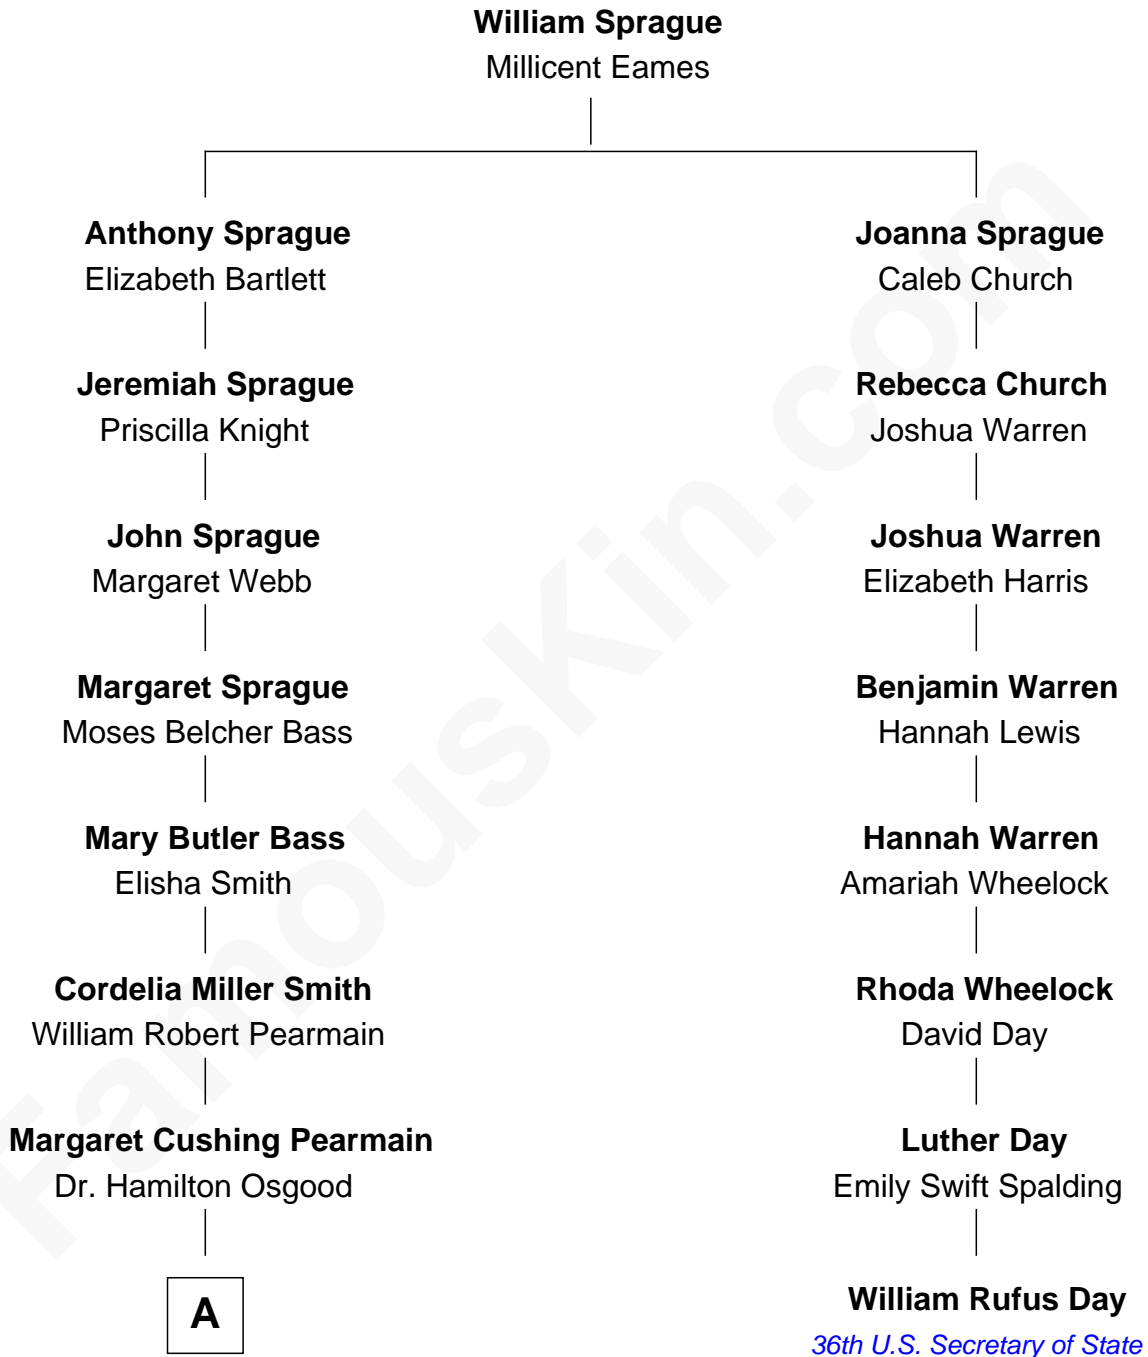 William Sprague
Millicent Eames
Anthony Sprague
Elizabeth Bartlett
Joanna Sprague
Caleb Church
Jeremiah Sprague
Priscilla Knight
Rebecca Church
Joshua Warren
John Sprague
Margaret Webb
Joshua Warren
Elizabeth Harris
Margaret Sprague
Moses Belcher Bass
Benjamin Warren
Hannah Lewis
Mary Butler Bass
Elisha Smith
Hannah Warren
Amariah Wheelock
Cordelia Miller Smith
William Robert Pearmain
Rhoda Wheelock
David Day
Margaret Cushing Pearmain
Dr. Hamilton Osgood
Luther Day
Emily Swift Spalding
A
William Rufus Day
36th U.S. Secretary of State
FamousKin.com